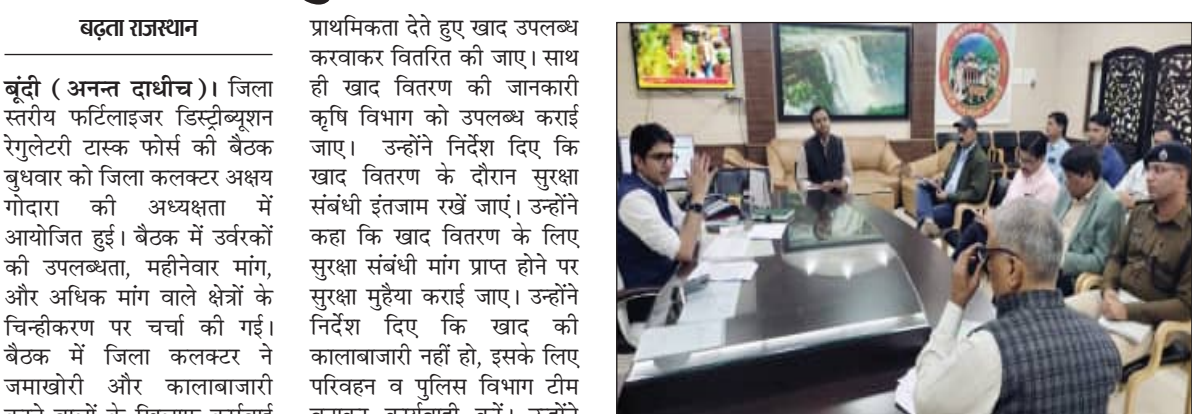 बढ़ता राजस्थान
बूंदी ( अनन्त दाधीच )। जिला
स्तरीय फर्टिलाइजर डिस्ट्रीब्यूशन
रेगुलेटरी टास्क फोर्स की बैठक
बुधवार को जिला कलक्टर अक्षय
गोदारा की अध्यक्षता में
आयोजित हुई। बैठक में उर्वरकों
की उपलब्धता, महीनेवार मांग,
और अधिक मांग वाले क्षेत्रों के
चिन्हीकरण पर चर्चा की गई।
बैठक में जिला कलक्टर ने
जमाखोरी और कालाबाजारी
प्राथमिकता देते हुए खाद उपलब्ध
करवाकर वितरित की जाए। साथ
ही खाद वितरण की जानकारी
कृषि विभाग को उपलब्ध कराई
जाए। उन्होंने निर्देश दिए कि
खाद वितरण के दौरान सुरक्षा
संबंधी इंतजाम रखें जाएं। उन्होंने
कहा कि खाद वितरण के लिए
सुरक्षा संबंधी मांग प्राप्त होने पर
सुरक्षा मुहैया कराई जाए। उन्होंने
निर्देश दिए कि खाद की
कालाबाजारी नहीं हो, इसके लिए
परिवहन व पुलिस विभाग टीम